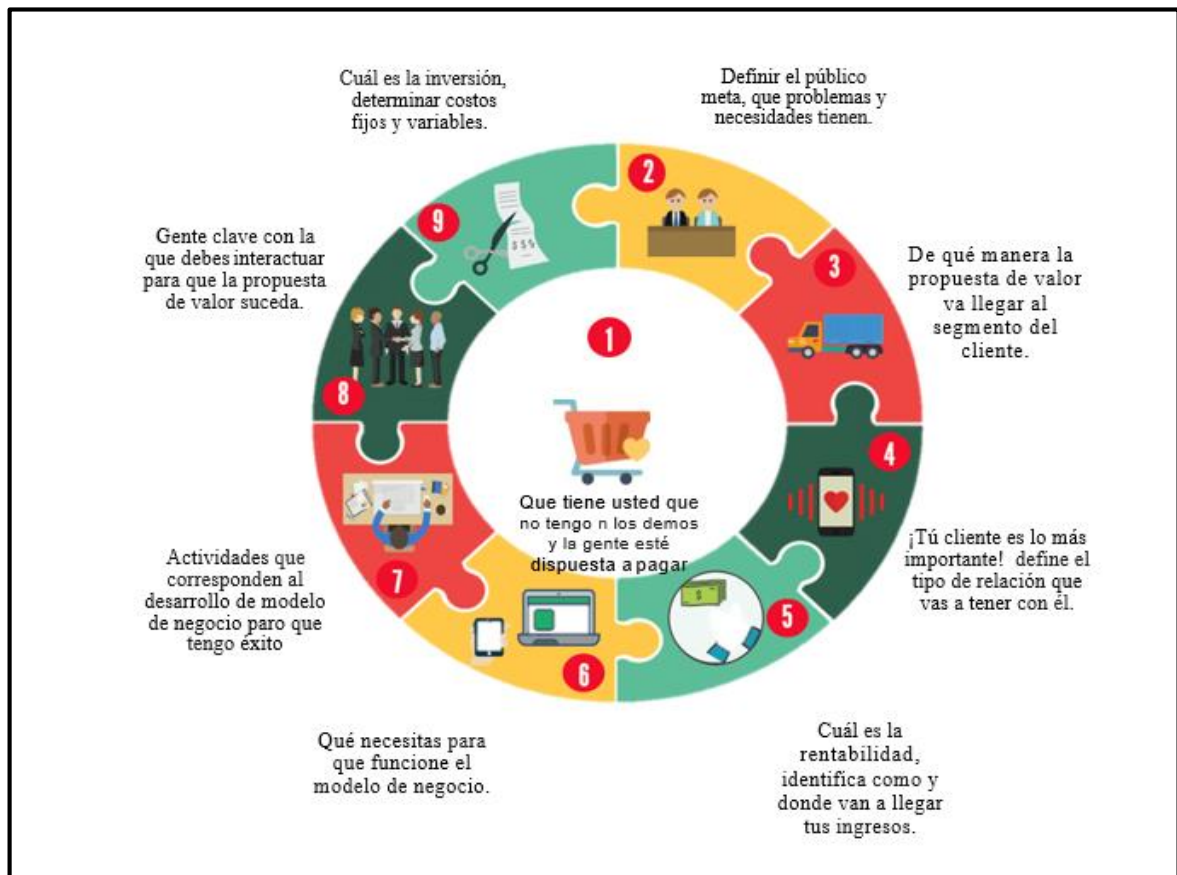 1
Que tiene usted que
no tengo n los demos
y la gente esté
dispuesta a pagar
2
Definir el público
meta, que problemas y
necesidades tienen.
3
De qué manera la
propuesta de valor
va llegar al
segmento del
cliente.
4
¡Tú cliente es lo más
importante! define el
tipo de relación que
vas a tener con él.
5
$
Cuál es la
rentabilidad,
identifica como y
donde van a llegar
tus ingresos.
6
Qué necesitas para
que funcione el
modelo de negocio.
7
Actividades que
corresponden al
desarrollo de modelo
de negocio paro que
tengo éxito
8
Gente clave con la
que debes interactuar
para que la propuesta
de valor suceda.
9
$$$
Cuál es la inversión,
determinar costos
fijos y variables.